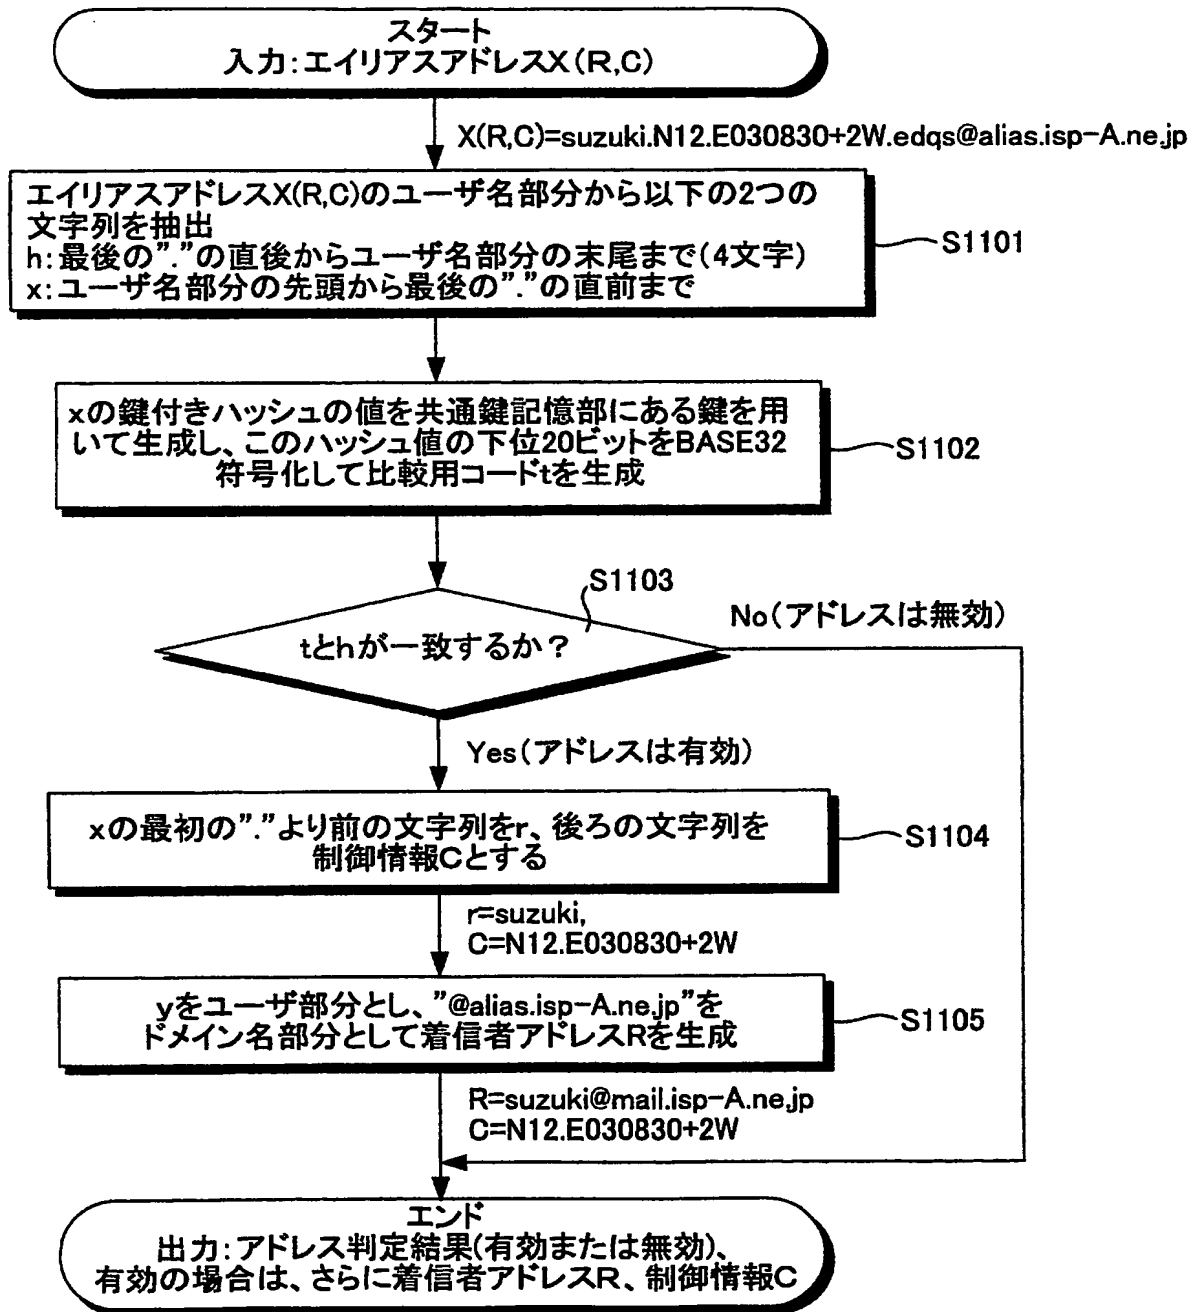 スタート
入力:エイリアスアドレスX(R,C)
X(R,C)=suzuki.N12.E030830+2W.edqs@alias.isp-A.ne.jp
エイリアスアドレスX(R,C)のユーザ名部分から以下の2つの
文字列を抽出
h:最後の”.”の直後からユーザ名部分の末尾まで(4文字)
x:ユーザ名部分の先頭から最後の”.”の直前まで
S1101
xの鍵付きハッシュの値を共通鍵記憶部にある鍵を用
いて生成し、このハッシュ値の下位20ビットをBASE32
符号化して比較用コードtを生成
S1102
S1103
tとhが一致するか?
No(アドレスは無効)
Yes(アドレスは有効)
xの最初の”.”より前の文字列をr、後ろの文字列を
制御情報Cとする
S1104
r=suzuki,
C=N12.E030830+2W
yをユーザ部分とし、”@alias.isp-A.ne.jp”を
ドメイン名部分として着信者アドレスRを生成
S1105
R=suzuki@mail.isp-A.ne.jp
C=N12.E030830+2W
エンド
出力:アドレス判定結果(有効または無効)、
有効の場合は、さらに着信者アドレスR、制御情報C